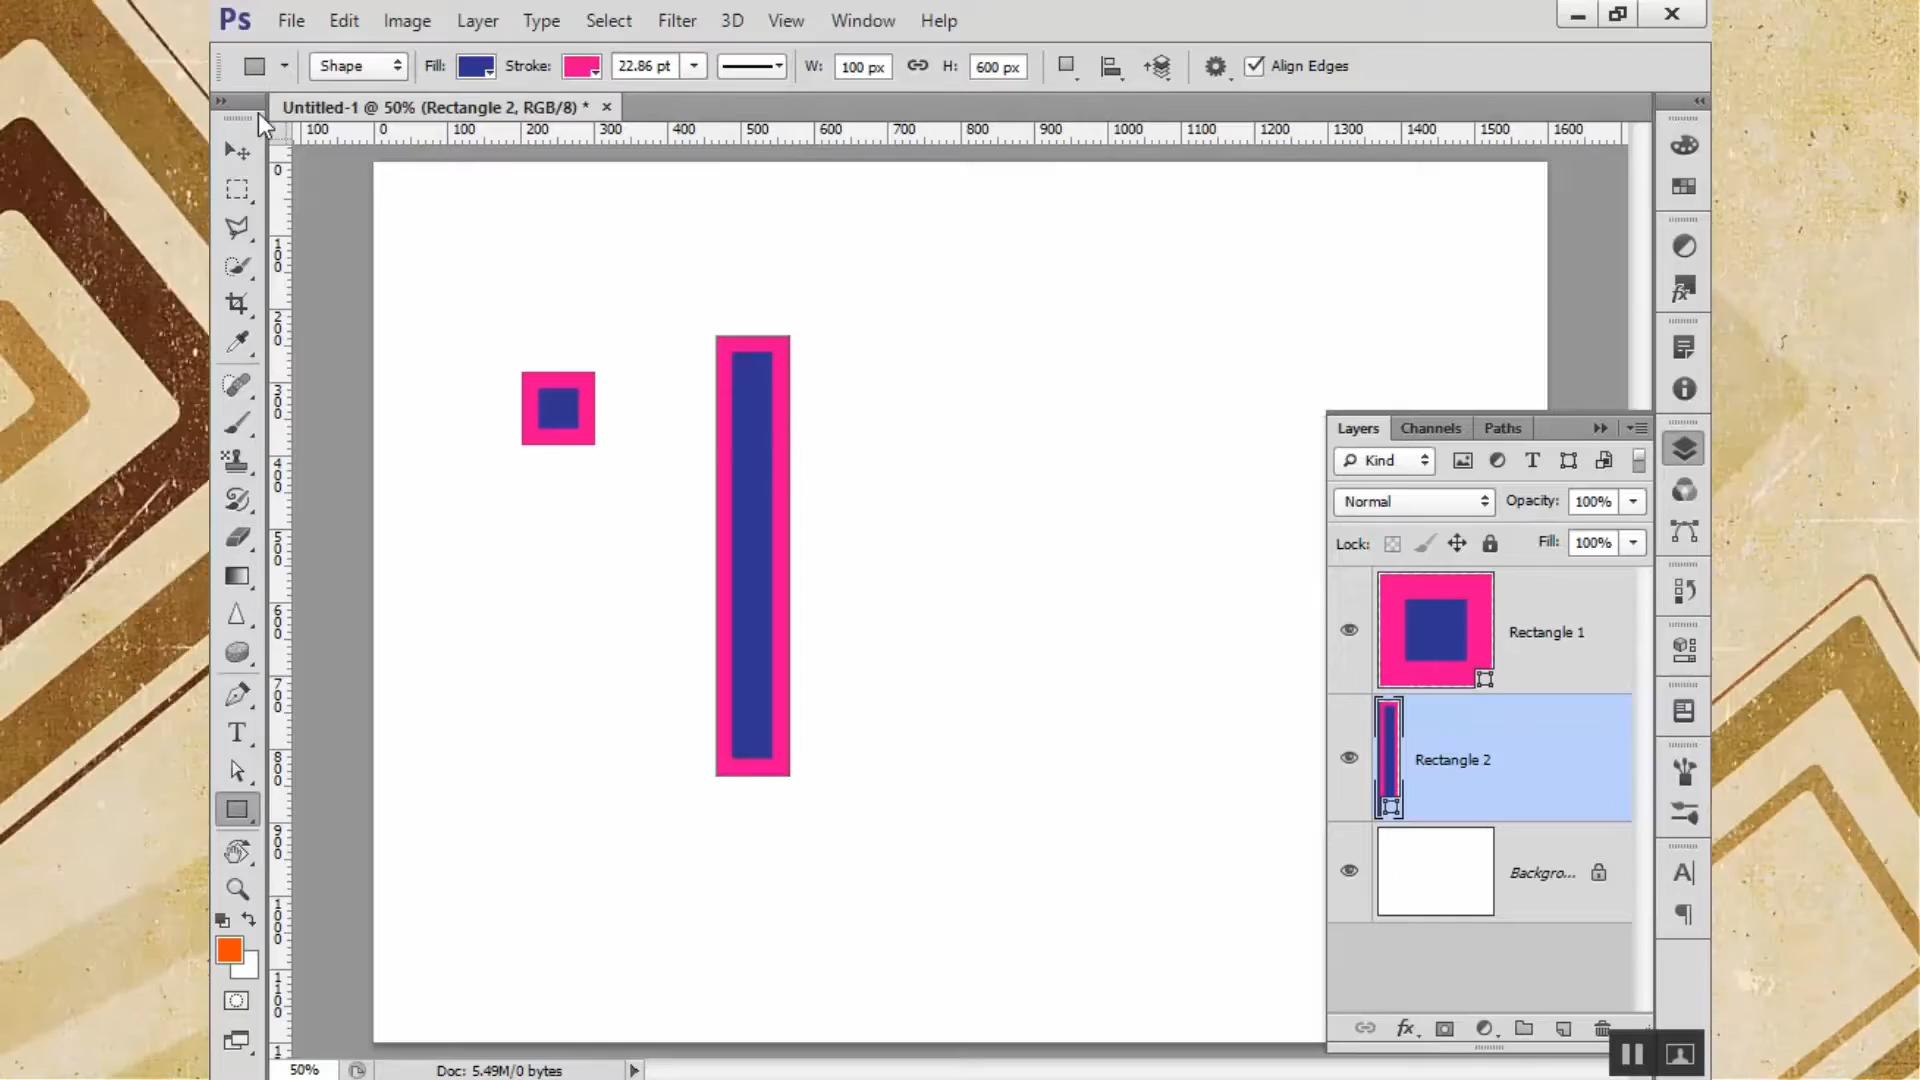 Ps File Edit Image Layer Type Select Filter 3D View Window Help
Shape Fill: Stroke: 22.86 pt W: 100 px H: 600 px Align Edges
Untitled-1 @ 50% (Rectangle 2, RGB/8) * ×
100 0 100 200 300 400 500 600 700 800 900 1000 1100 1200 1300 1400 1500 1600
0
100
200
300
400
500
600
700
800
900
1000
1100
1
Layers Channels Paths
Kind
Normal Opacity: 100%
Lock: Fill: 100%
Rectangle 1
Rectangle 2
Backgro...
fx
fx
T
T
A
50% Doc: 5.49M/0 bytes